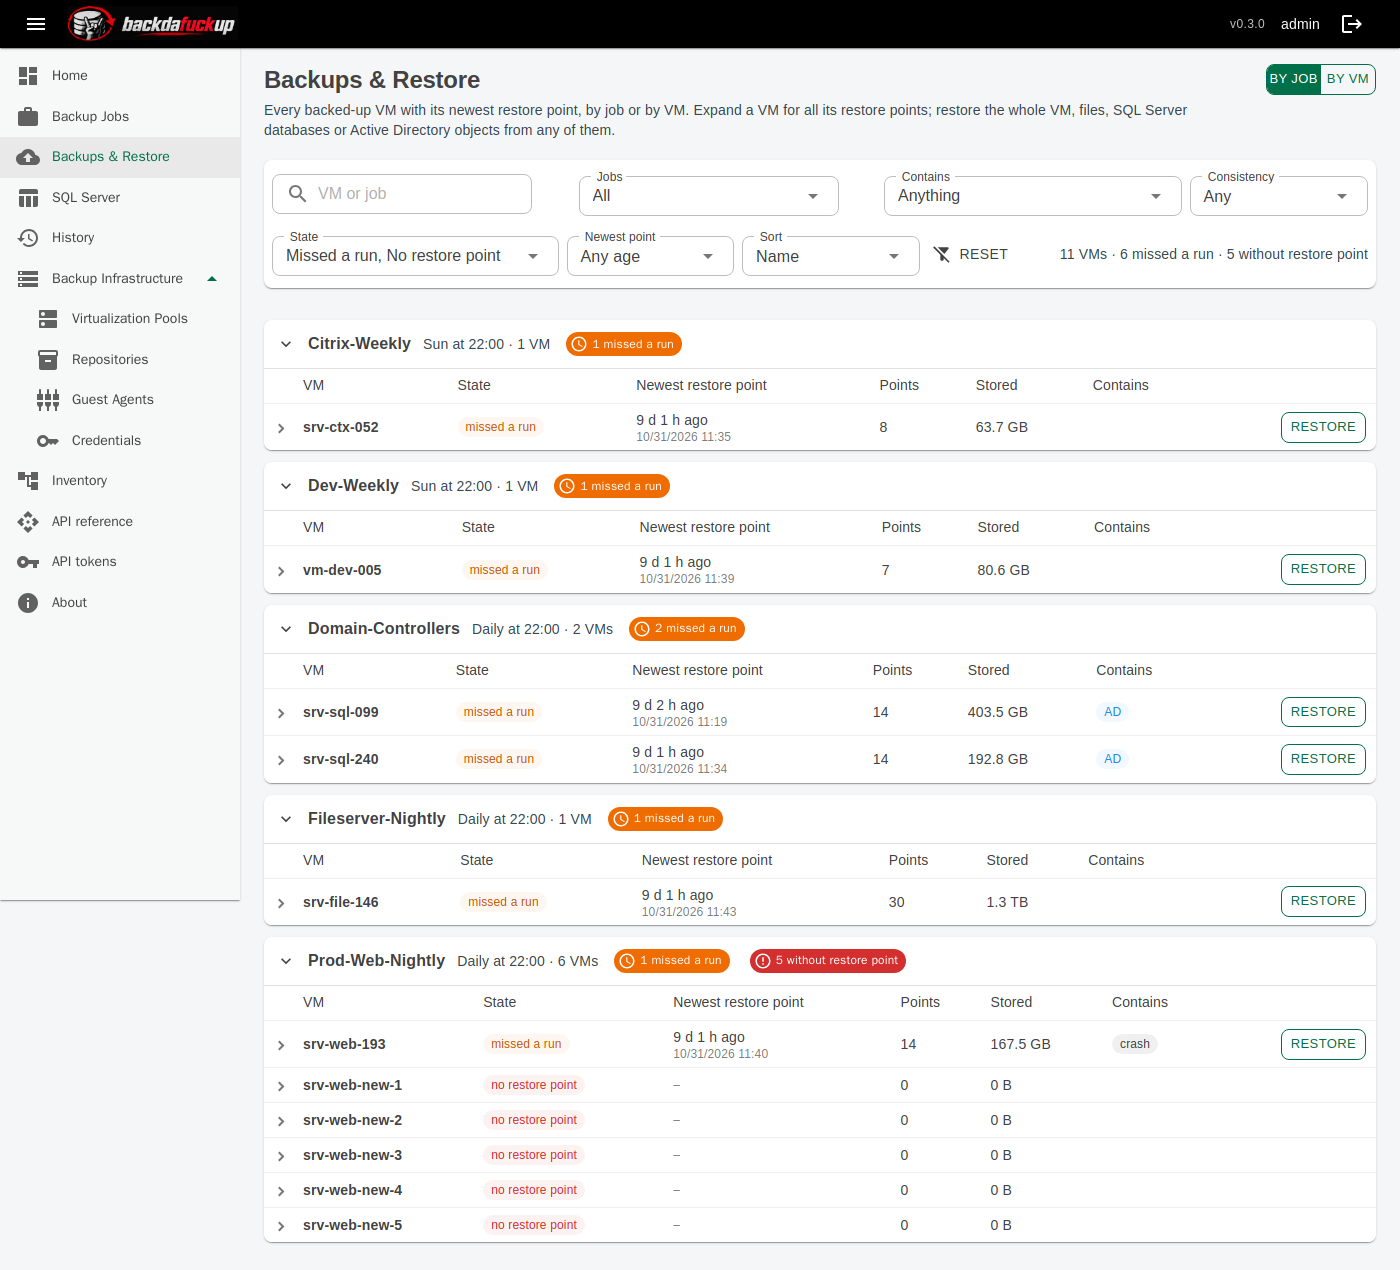 backdafuckup
v0.3.0
admin
Home
Backup Jobs
Backups & Restore
SQL Server
History
Backup Infrastructure
Virtualization Pools
Repositories
Guest Agents
Credentials
Inventory
API reference
API tokens
About
Backups & Restore
BY JOB BY VM
Every backed-up VM with its newest restore point, by job or by VM. Expand a VM for all its restore points; restore the whole VM, files, SQL Server
databases or Active Directory objects from any of them.
VM or job
Jobs
All
Contains
Anything
Consistency
Any
State
Missed a run, No restore point
Newest point
Any age
Sort
Name
RESET
11 VMs · 6 missed a run · 5 without restore point
Citrix-Weekly Sun at 22:00 · 1 VM 1 missed a run
VM State Newest restore point Points Stored Contains
srv-ctx-052 missed a run 9 d 1 h ago 8 63.7 GB RESTORE
10/31/2026 11:35
Dev-Weekly Sun at 22:00 · 1 VM 1 missed a run
VM State Newest restore point Points Stored Contains
vm-dev-005 missed a run 9 d 1 h ago 7 80.6 GB RESTORE
10/31/2026 11:39
Domain-Controllers Daily at 22:00 · 2 VMs 2 missed a run
VM State Newest restore point Points Stored Contains
srv-sql-099 missed a run 9 d 2 h ago 14 403.5 GB AD RESTORE
10/31/2026 11:19
srv-sql-240 missed a run 9 d 1 h ago 14 192.8 GB AD RESTORE
10/31/2026 11:34
Fileserver-Nightly Daily at 22:00 · 1 VM 1 missed a run
VM State Newest restore point Points Stored Contains
srv-file-146 missed a run 9 d 1 h ago 30 1.3 TB RESTORE
10/31/2026 11:43
Prod-Web-Nightly Daily at 22:00 · 6 VMs 1 missed a run 5 without restore point
VM State Newest restore point Points Stored Contains
srv-web-193 missed a run 9 d 1 h ago 14 167.5 GB crash RESTORE
10/31/2026 11:40
srv-web-new-1 no restore point – 0 0 B
srv-web-new-2 no restore point – 0 0 B
srv-web-new-3 no restore point – 0 0 B
srv-web-new-4 no restore point – 0 0 B
srv-web-new-5 no restore point – 0 0 B